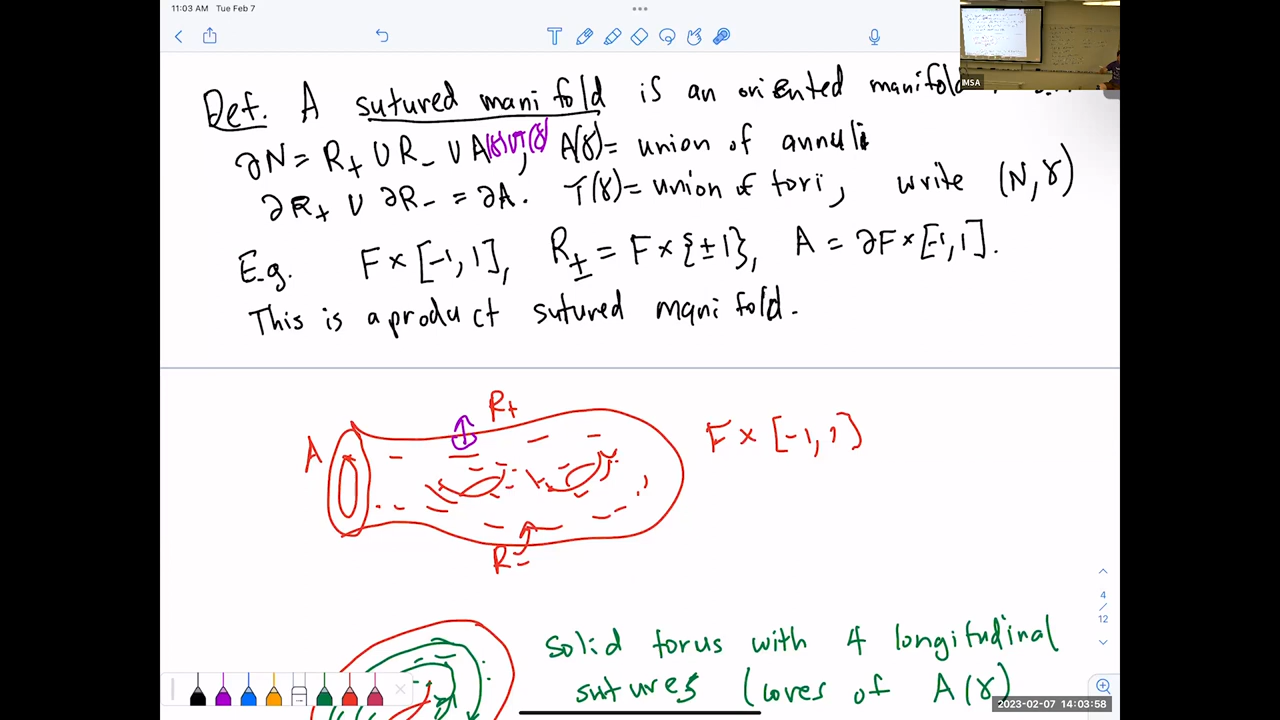 11:03 AM Tue Feb 7
Def. A sutured manifold is an oriented manifold
∂N = R₊ ∪ R₋ ∪ A(γ)∪T(γ), A(γ) = union of annuli
∂R₊ ∪ ∂R₋ = ∂A. T(γ) = union of tori, write (N, γ)
E.g. F × [-1, 1], R± = F × {±1}, A = ∂F × [-1, 1].
This is a product sutured manifold.
R₊
A
F × [-1, 1]
R₋
solid torus with 4 longitudinal
sutures (cores of A(γ)
MSA
4
/
12
2023-02-07 14:03:58